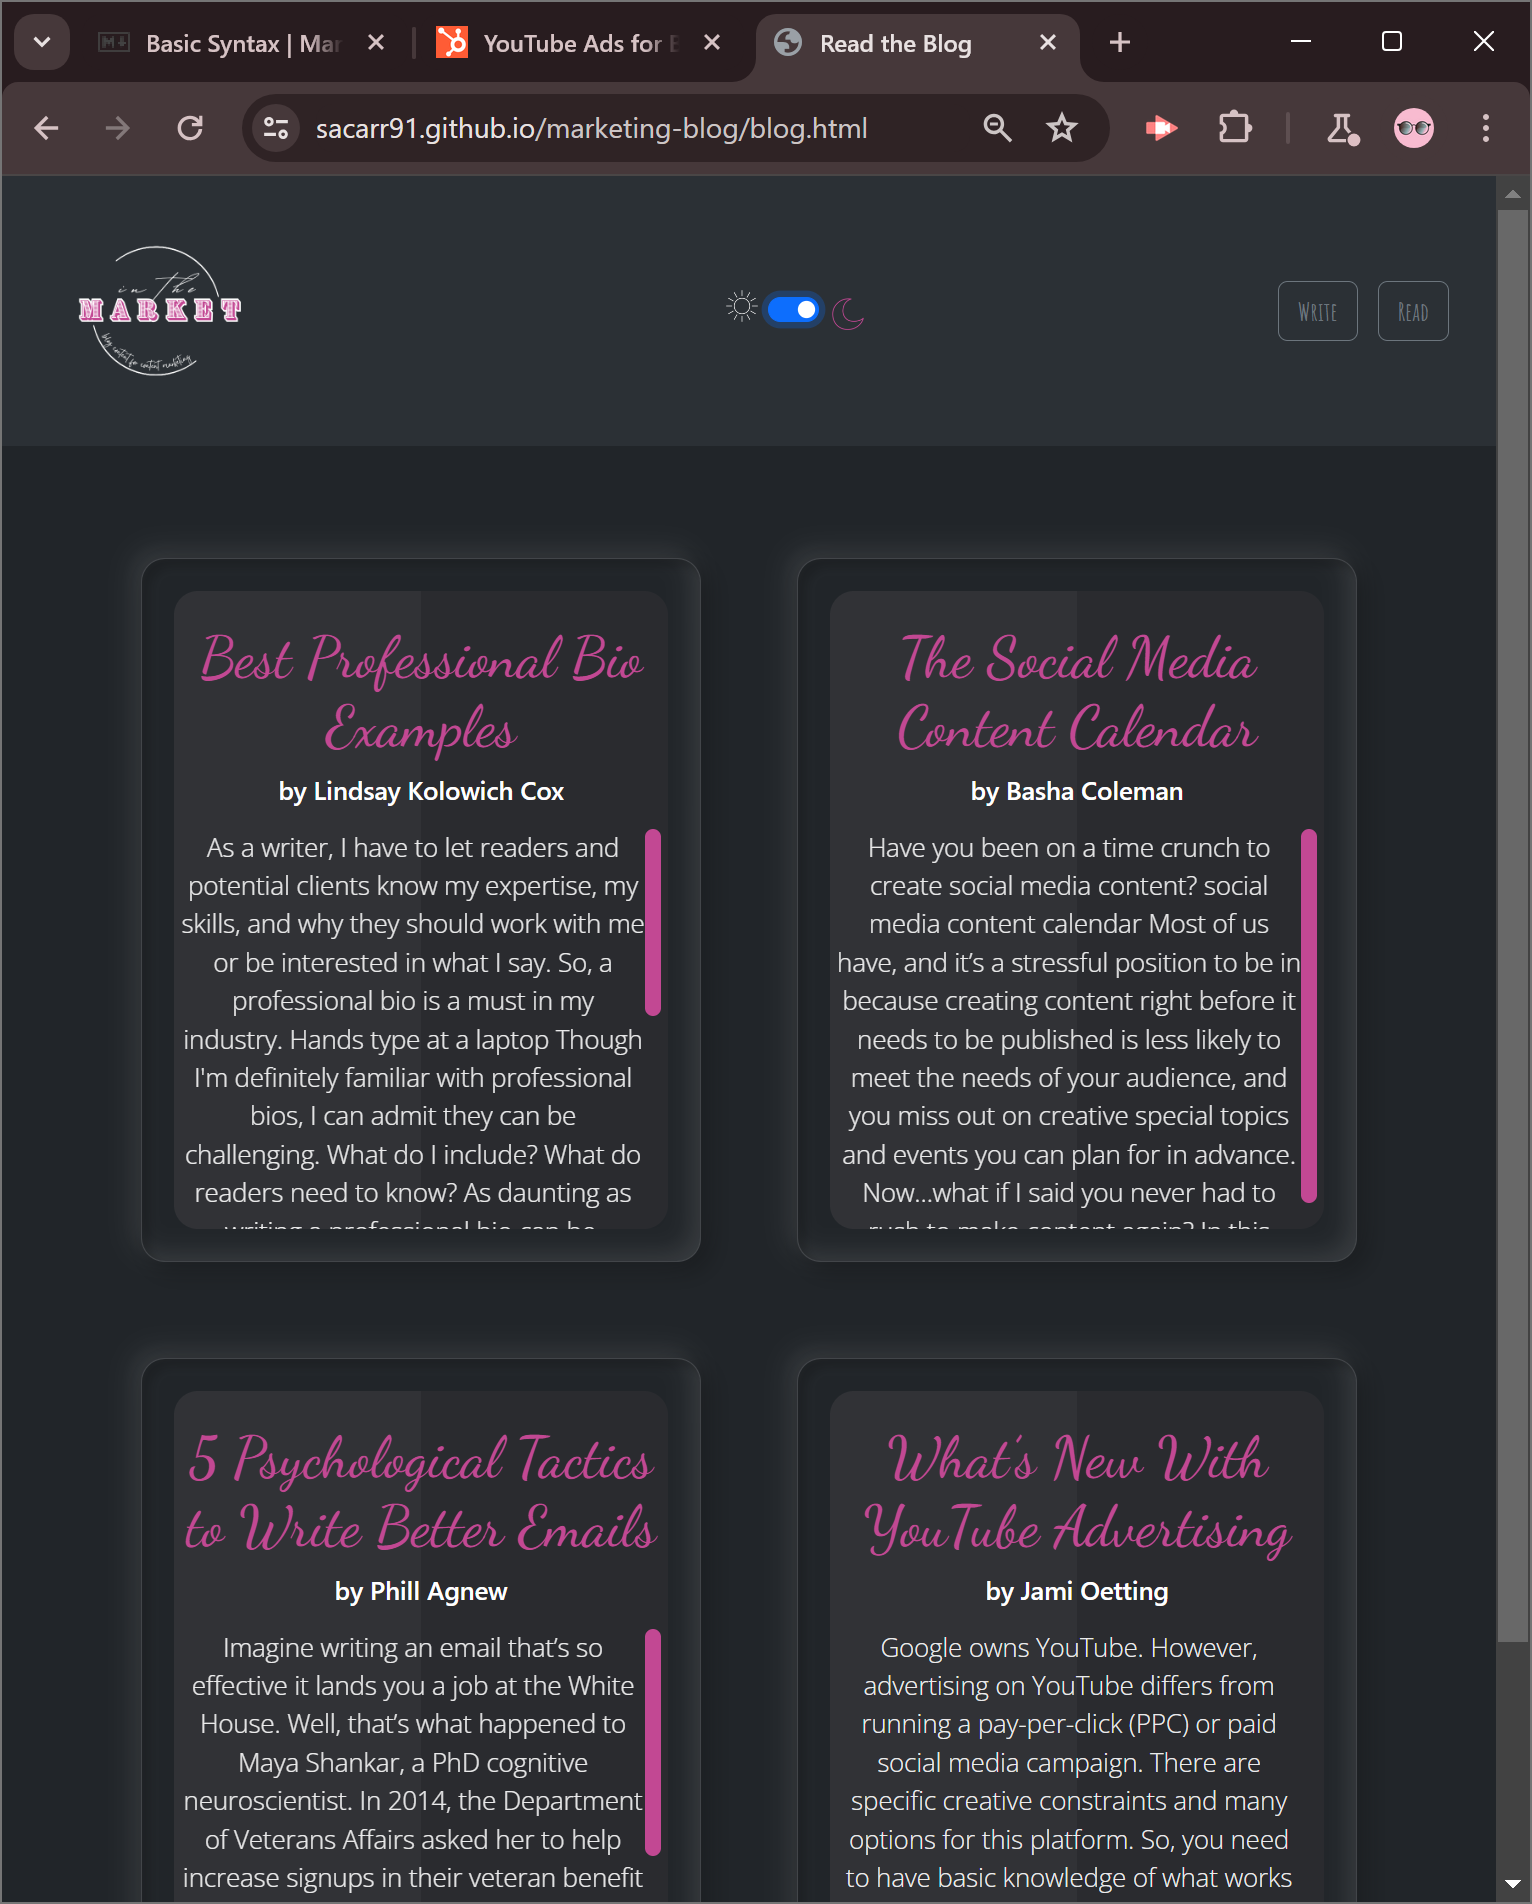 Basic Syntax | Mar
YouTube Ads for B
Read the Blog
sacarr91.github.io/marketing-blog/blog.html
in the
MARKET
blog content for content marketing
Write
Read
Best Professional Bio
Examples
by Lindsay Kolowich Cox
As a writer, I have to let readers and
potential clients know my expertise, my
skills, and why they should work with me
or be interested in what I say. So, a
professional bio is a must in my
industry. Hands type at a laptop Though
I'm definitely familiar with professional
bios, I can admit they can be
challenging. What do I include? What do
readers need to know? As daunting as
writing a professional bio can be,
The Social Media
Content Calendar
by Basha Coleman
Have you been on a time crunch to
create social media content? social
media content calendar Most of us
have, and it’s a stressful position to be in
because creating content right before it
needs to be published is less likely to
meet the needs of your audience, and
you miss out on creative special topics
and events you can plan for in advance.
Now…what if I said you never had to
rush to make content again? In this
5 Psychological Tactics
to Write Better Emails
by Phill Agnew
Imagine writing an email that’s so
effective it lands you a job at the White
House. Well, that’s what happened to
Maya Shankar, a PhD cognitive
neuroscientist. In 2014, the Department
of Veterans Affairs asked her to help
increase signups in their veteran benefit
What’s New With
YouTube Advertising
by Jami Oetting
Google owns YouTube. However,
advertising on YouTube differs from
running a pay-per-click (PPC) or paid
social media campaign. There are
specific creative constraints and many
options for this platform. So, you need
to have basic knowledge of what works